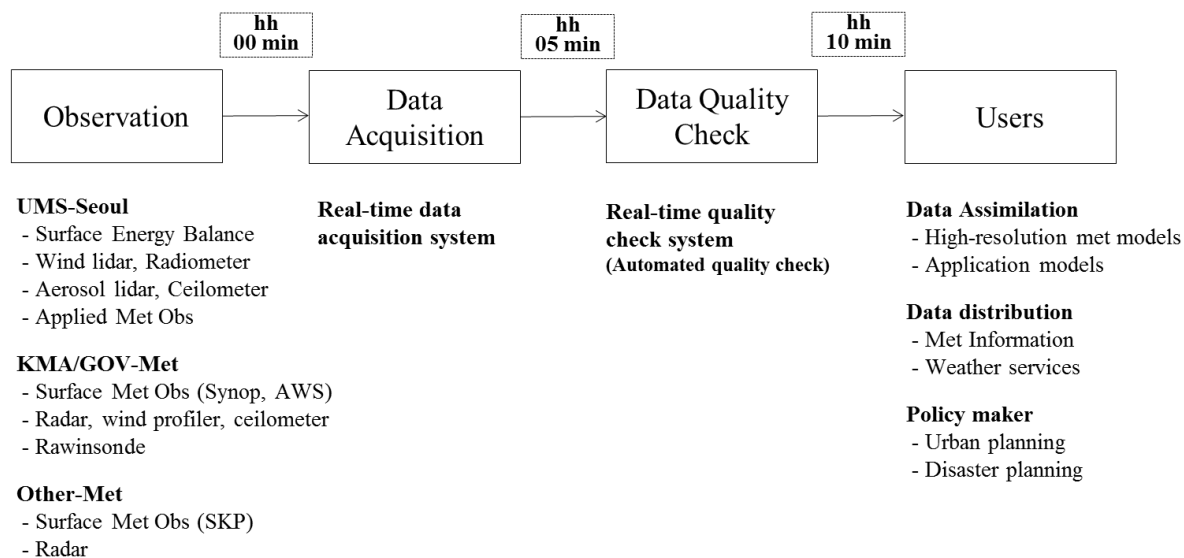 hh
00 min
hh
05 min
hh
10 min
Observation
Data
Acquisition
Data Quality
Check
Users
UMS-Seoul
- Surface Energy Balance
- Wind lidar, Radiometer
- Aerosol lidar, Ceilometer
- Applied Met Obs
KMA/GOV-Met
- Surface Met Obs (Synop, AWS)
- Radar, wind profiler, ceilometer
- Rawinsonde
Other-Met
- Surface Met Obs (SKP)
- Radar
Real-time data
acquisition system
Real-time quality
check system
(Automated quality check)
Data Assimilation
- High-resolution met models
- Application models
Data distribution
- Met Information
- Weather services
Policy maker
- Urban planning
- Disaster planning